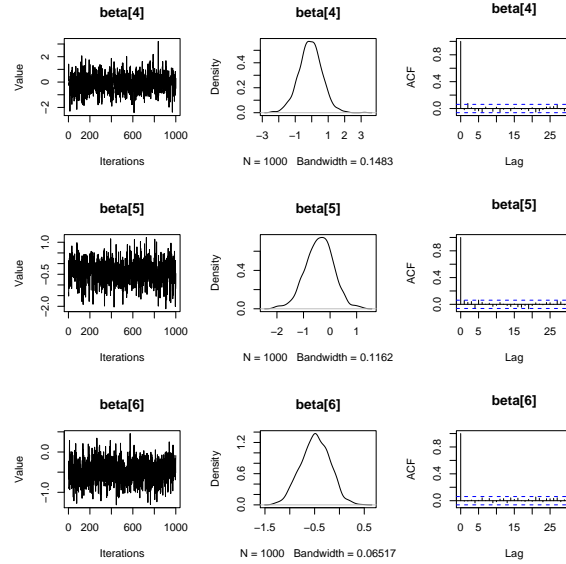 beta[4]
Value
−2 0 2
0 200 600 1000
Iterations
beta[4]
Density
0.0 0.2 0.4
−3 −1 1 2 3
N = 1000 Bandwidth = 0.1483
beta[4]
ACF
0.0 0.4 0.8
0 5 15 25
Lag
beta[5]
Value
−2.0 −0.5 1.0
0 200 600 1000
Iterations
beta[5]
Density
0.0 0.4
−2 −1 0 1
N = 1000 Bandwidth = 0.1162
beta[5]
ACF
0.0 0.4 0.8
0 5 15 25
Lag
beta[6]
Value
−1.0 0.0
0 200 600 1000
Iterations
beta[6]
Density
0.0 0.6 1.2
−1.5 −0.5 0.5
N = 1000 Bandwidth = 0.06517
beta[6]
ACF
0.0 0.4 0.8
0 5 15 25
Lag